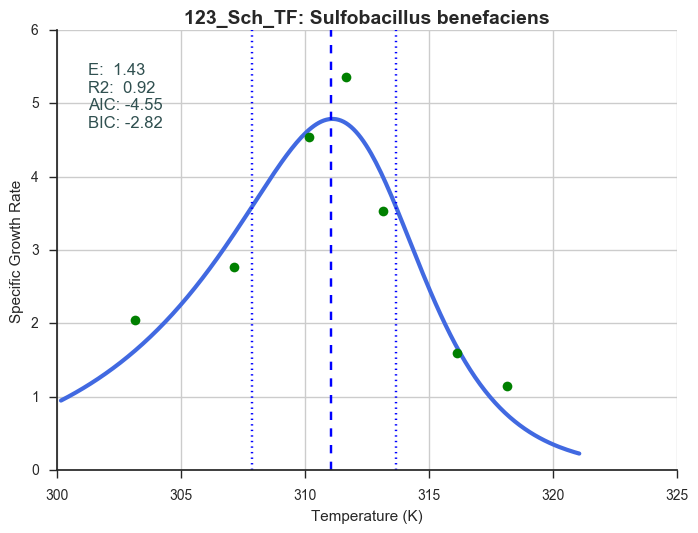 123_Sch_TF: Sulfobacillus benefaciens
E: 1.43
R2: 0.92
AIC: -4.55
BIC: -2.82
Specific Growth Rate
6
5
4
3
2
1
0
300 305 310 315 320 325
Temperature (K)